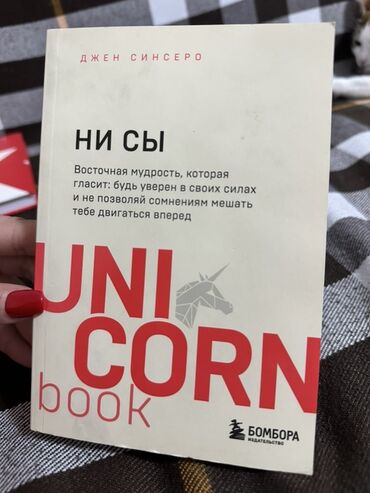 ДЖЕН СИНСЕРО
НИ СЫ
Восточная мудрость, которая
гласит: будь уверен в своих силах
и не позволяй сомнениям мешать
тебе двигаться вперед
UNI
CORN
book
БОМБОРА
ИЗДАТЕЛЬСТВО